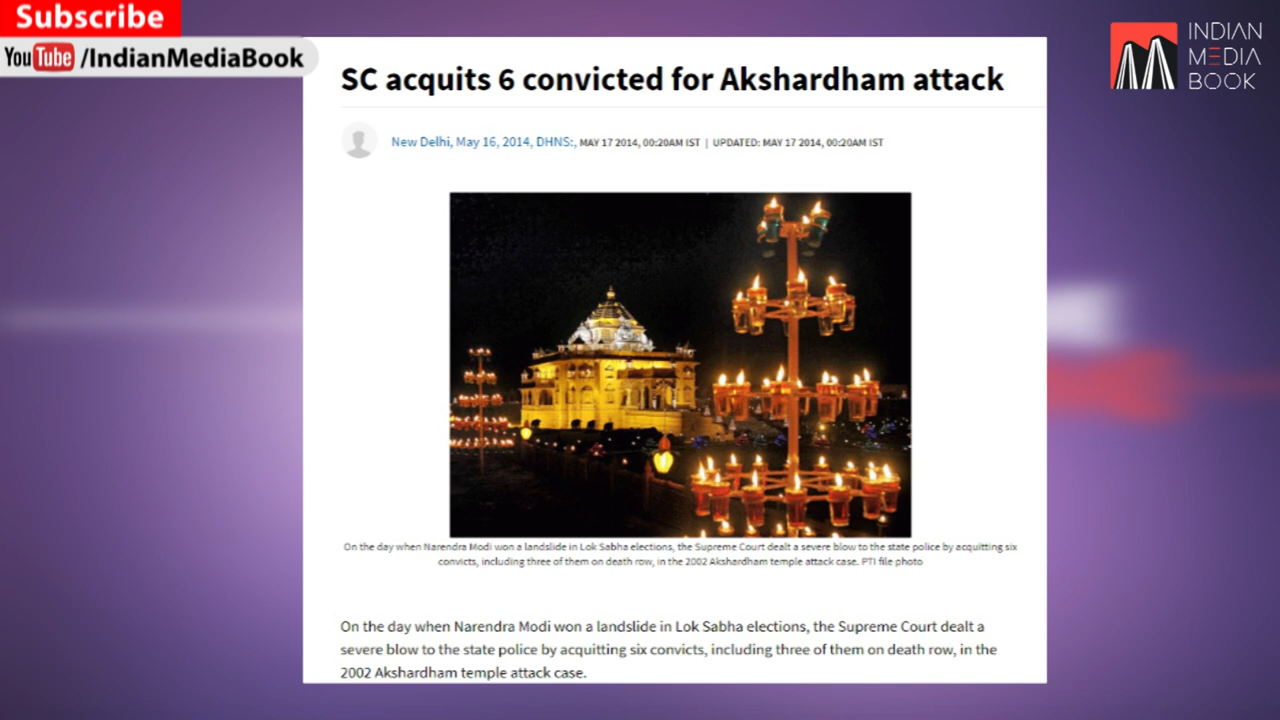 Subscribe
YouTube /IndianMediaBook
INDIAN
MEDIA
BOOK
SC acquits 6 convicted for Akshardham attack
New Delhi, May 16, 2014, DHNS:, MAY 17 2014, 00:20AM IST | UPDATED: MAY 17 2014, 00:20AM IST
On the day when Narendra Modi won a landslide in Lok Sabha elections, the Supreme Court dealt a severe blow to the state police by acquitting six
convicts, including three of them on death row, in the 2002 Akshardham temple attack case. PTI file photo
On the day when Narendra Modi won a landslide in Lok Sabha elections, the Supreme Court dealt a
severe blow to the state police by acquitting six convicts, including three of them on death row, in the
2002 Akshardham temple attack case.